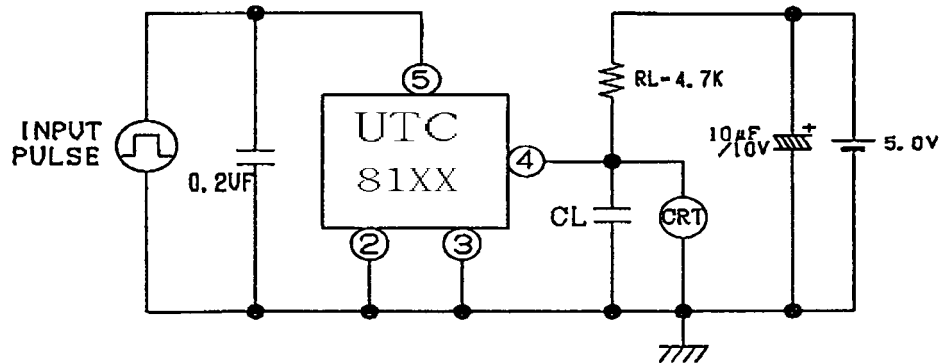 INPUT
PULSE
0.2UF
5
UTC
81XX
4
2
3
RL-4.7K
CL
CRT
10μF
/10V
+
5.0V